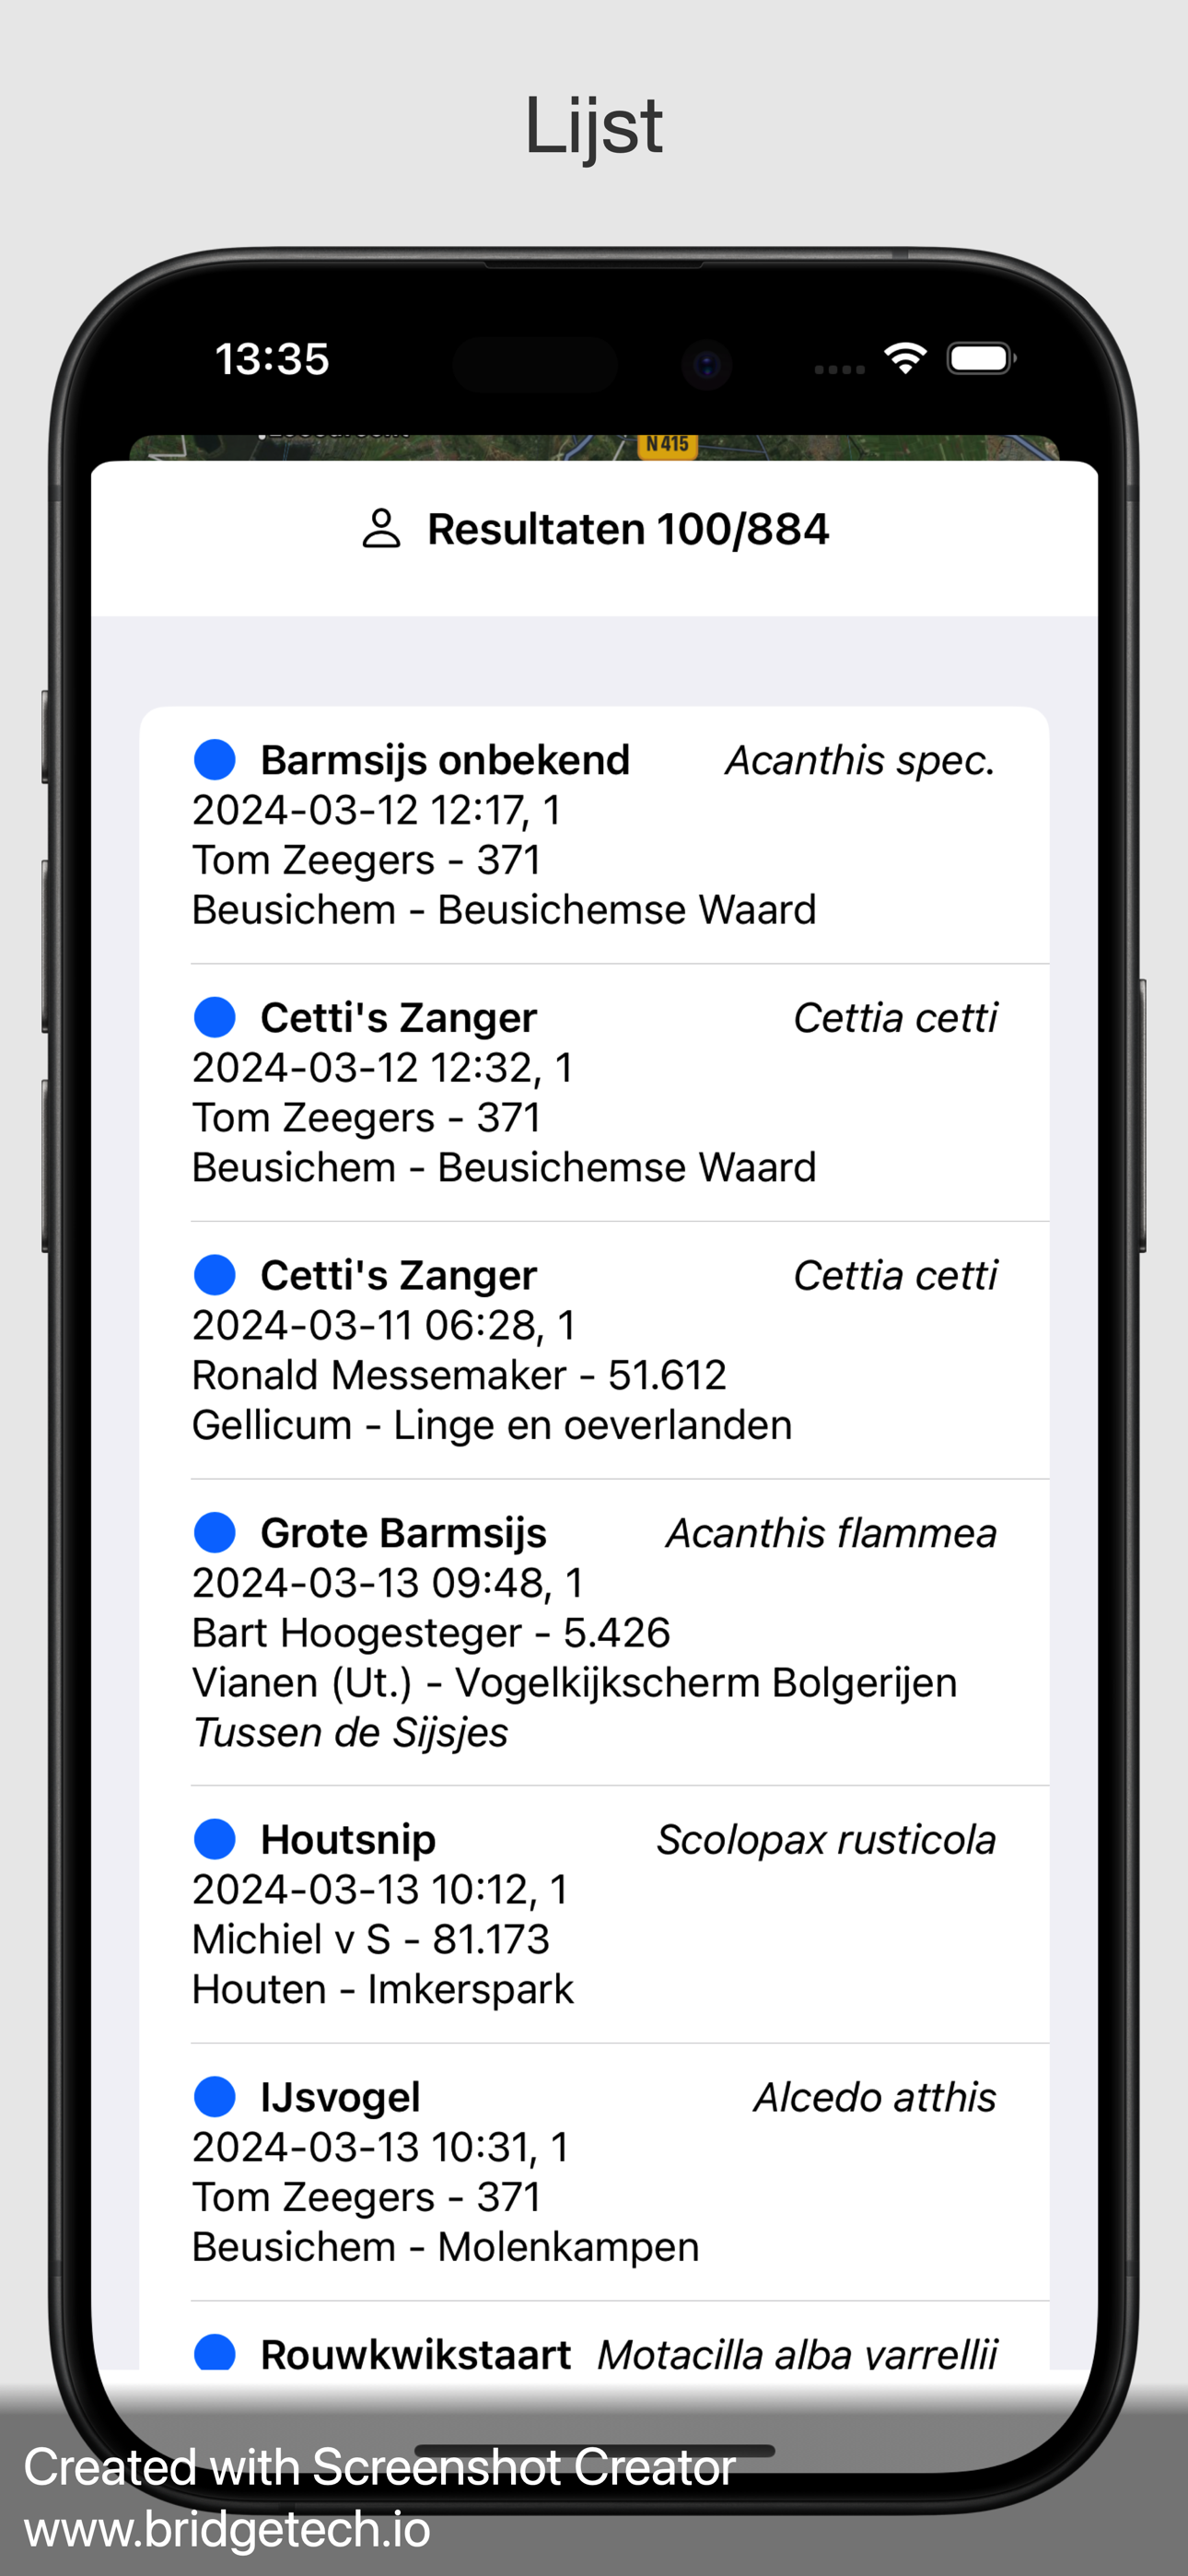 Lijst
13:35
N415
Resultaten 100/884
Barmsijs onbekend Acanthis spec.
2024-03-12 12:17, 1
Tom Zeegers - 371
Beusichem - Beusichemse Waard
Cetti's Zanger Cettia cetti
2024-03-12 12:32, 1
Tom Zeegers - 371
Beusichem - Beusichemse Waard
Cetti's Zanger Cettia cetti
2024-03-11 06:28, 1
Ronald Messemaker - 51.612
Gellicum - Linge en oeverlanden
Grote Barmsijs Acanthis flammea
2024-03-13 09:48, 1
Bart Hoogesteger - 5.426
Vianen (Ut.) - Vogelkijkscherm Bolgerijen
Tussen de Sijsjes
Houtsnip Scolopax rusticola
2024-03-13 10:12, 1
Michiel v S - 81.173
Houten - Imkerspark
IJsvogel Alcedo atthis
2024-03-13 10:31, 1
Tom Zeegers - 371
Beusichem - Molenkampen
Rouwkwikstaart Motacilla alba varrellii
Created with Screenshot Creator
www.bridgetech.io